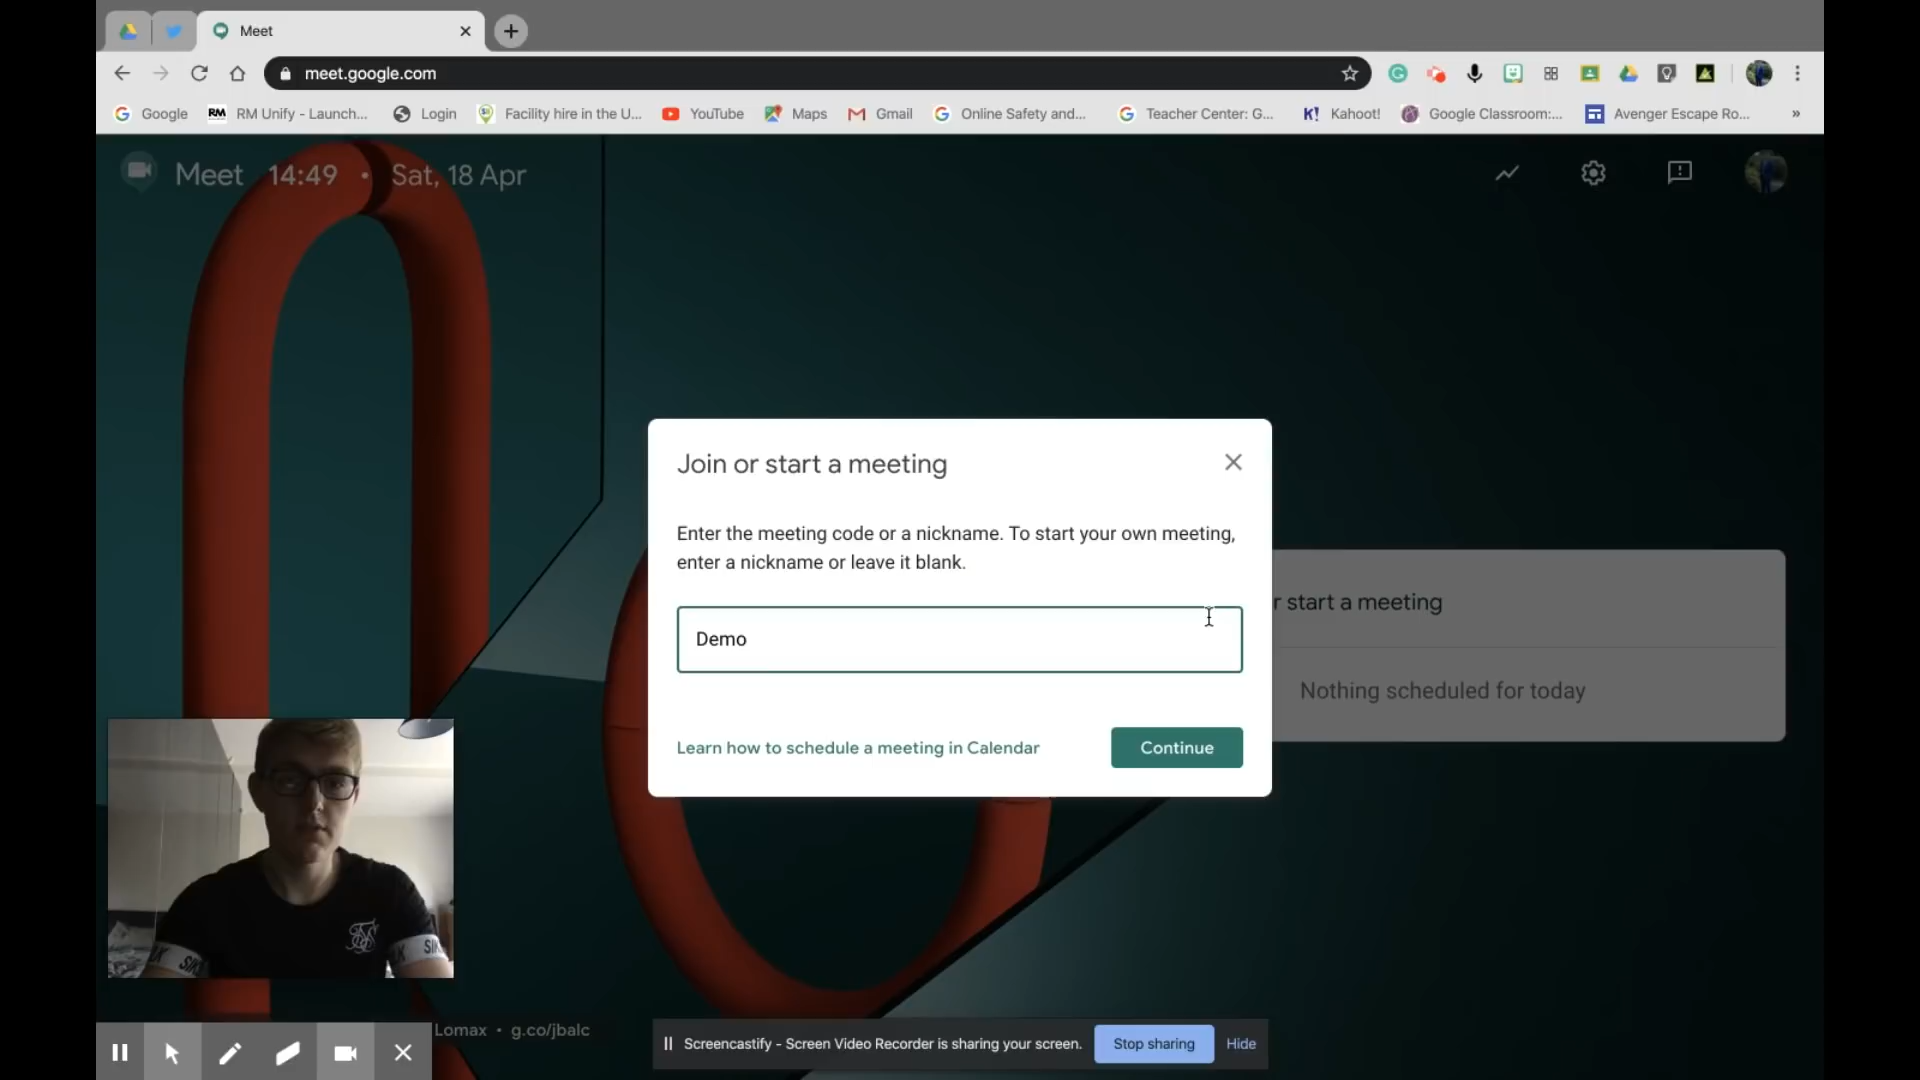 Meet
meet.google.com
Google
RM
RM Unify - Launch...
Login
Facility hire in the U...
YouTube
Maps
Gmail
Online Safety and...
Teacher Center: G...
K! Kahoot!
Google Classroom:...
Avenger Escape Ro...
»
Meet 14:49 • Sat, 18 Apr
Join or start a meeting
Enter the meeting code or a nickname. To start your own meeting,
enter a nickname or leave it blank.
r start a meeting
Demo
Nothing scheduled for today
Learn how to schedule a meeting in Calendar
Continue
Lomax • g.co/jbalc
Screencastify - Screen Video Recorder is sharing your screen.
Stop sharing
Hide